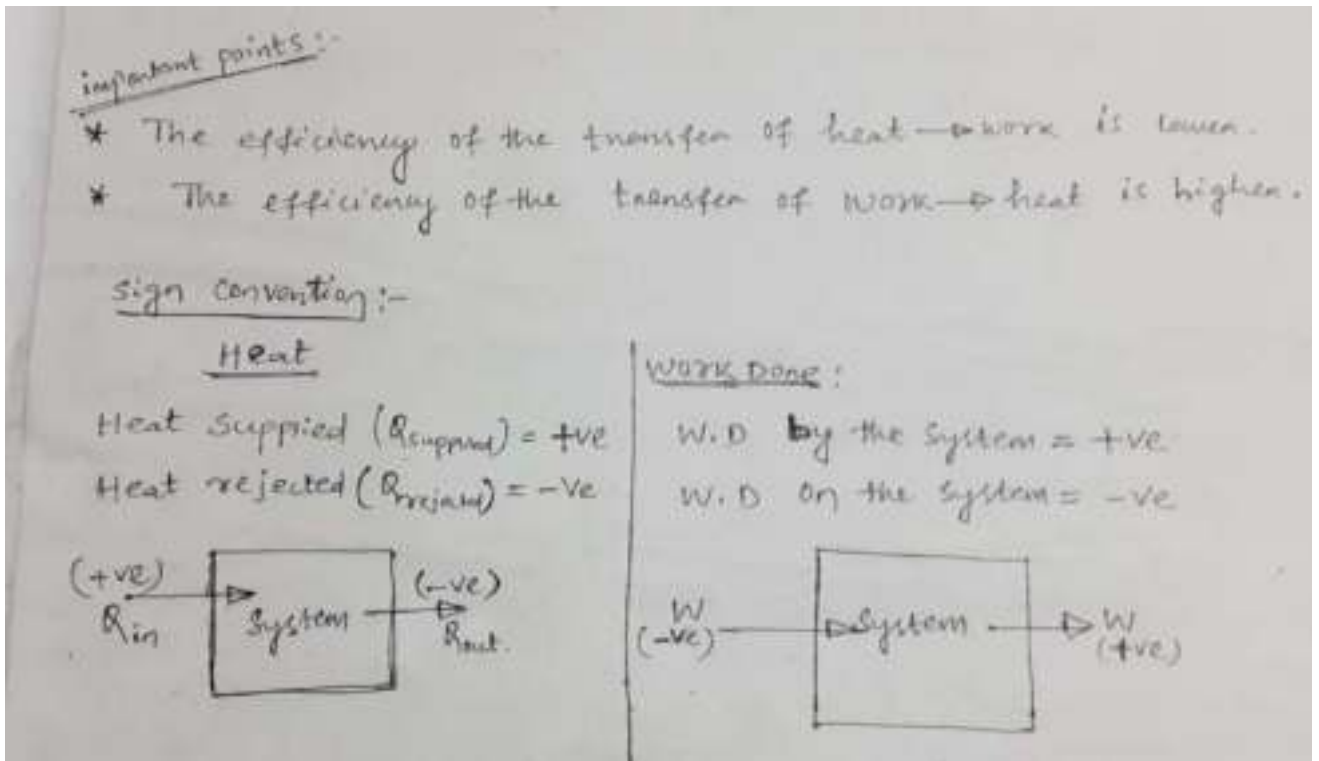 important points :-
* The efficiency of the transfer of heat → work is lower.
* The efficiency of the transfer of work → heat is higher.
sign convention :-
Heat
Heat suppied (Qsupplied) = +ve
Heat rejected (Qrejected) = -ve
(+ve)
Qin
System
(-ve)
Qout.
Work Done :
W.D by the system = +ve
W.D on the system = -ve
W
(-ve)
System
W
(+ve)